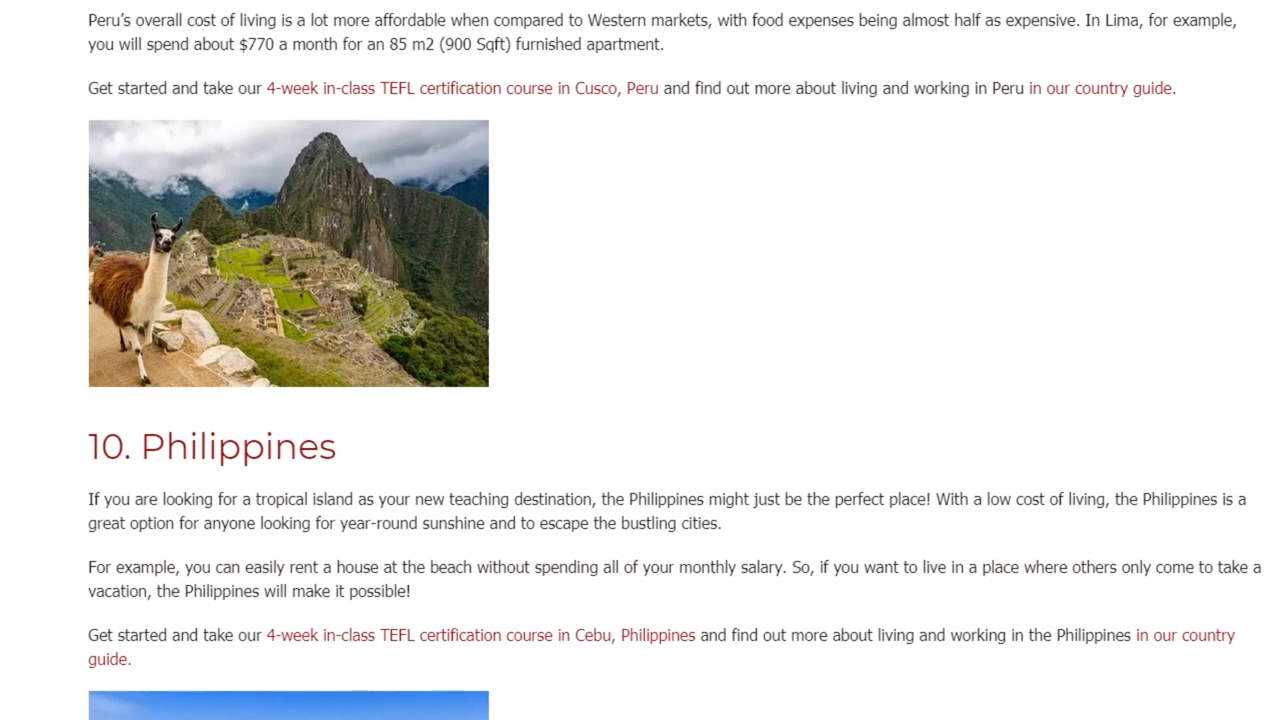 Peru’s overall cost of living is a lot more affordable when compared to Western markets, with food expenses being almost half as expensive. In Lima, for example,
you will spend about $770 a month for an 85 m2 (900 Sqft) furnished apartment.
Get started and take our 4-week in-class TEFL certification course in Cusco, Peru and find out more about living and working in Peru in our country guide.
10. Philippines
If you are looking for a tropical island as your new teaching destination, the Philippines might just be the perfect place! With a low cost of living, the Philippines is a
great option for anyone looking for year-round sunshine and to escape the bustling cities.
For example, you can easily rent a house at the beach without spending all of your monthly salary. So, if you want to live in a place where others only come to take a
vacation, the Philippines will make it possible!
Get started and take our 4-week in-class TEFL certification course in Cebu, Philippines and find out more about living and working in the Philippines in our country
guide.